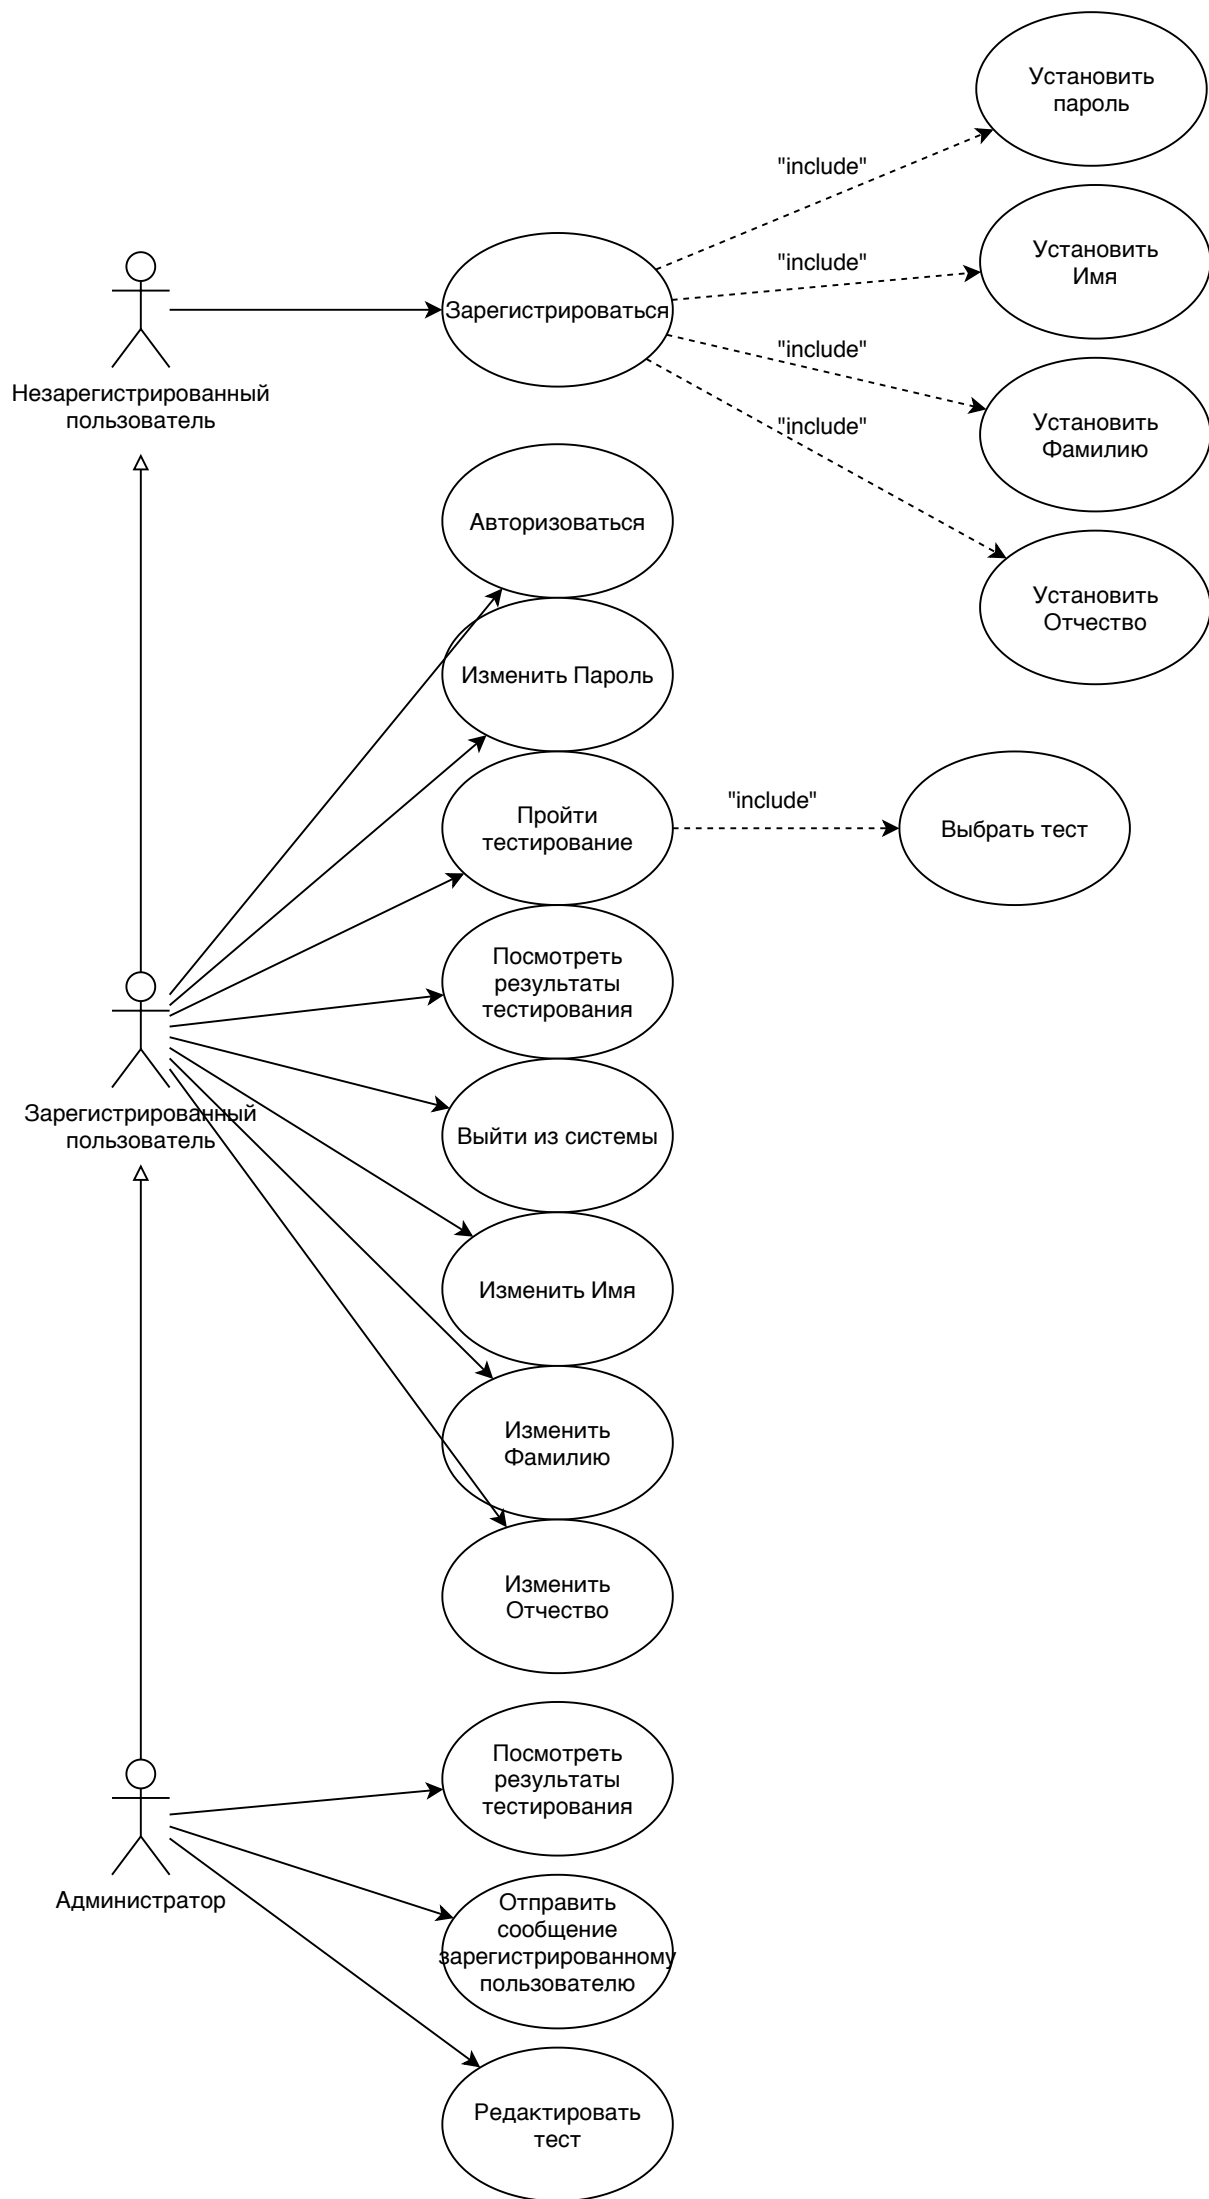 Установить
пароль
"include"
Установить
Имя
"include"
Зарегистрироваться
"include"
Установить
Фамилию
"include"
Незарегистрированный
пользователь
Установить
Отчество
Авторизоваться
Изменить Пароль
Пройти
тестирование
"include"
Выбрать тест
Посмотреть
результаты
тестирования
Зарегистрированный
пользователь
Выйти из системы
Изменить Имя
Изменить
Фамилию
Изменить
Отчество
Посмотреть
результаты
тестирования
Администратор
Отправить
сообщение
зарегистрированному
пользователю
Редактировать
тест